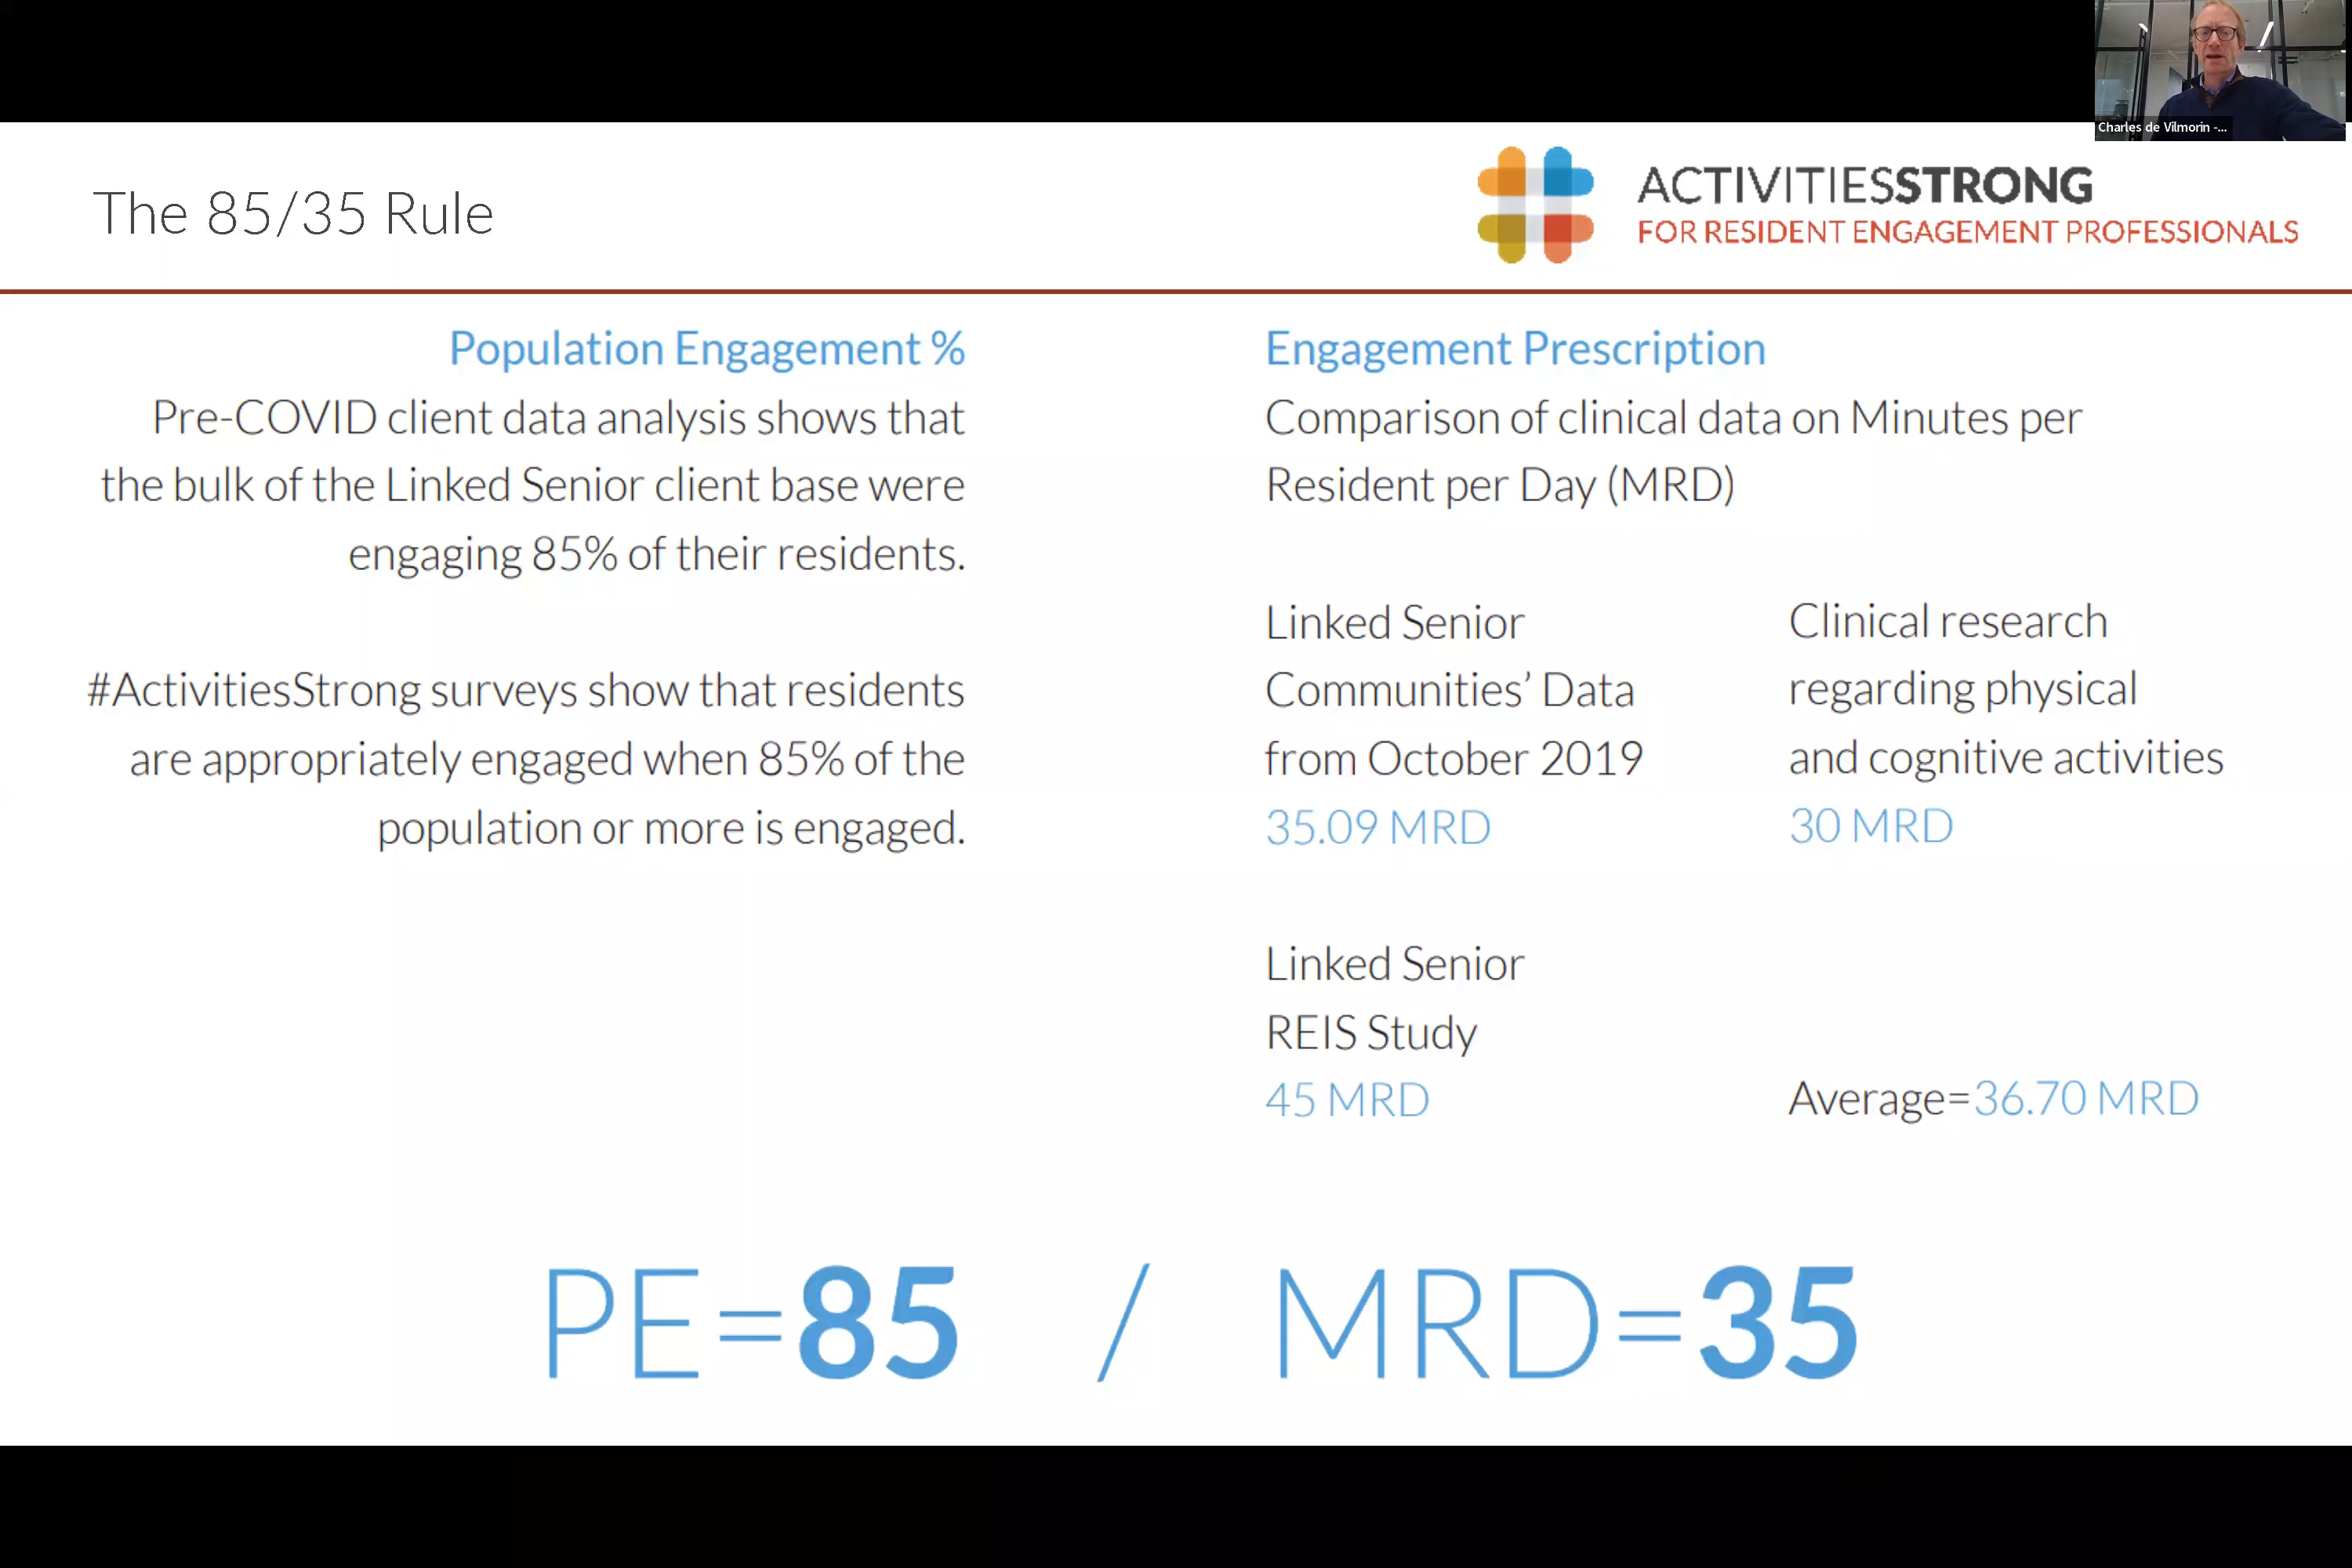 Charles de Vilmorin -...
The 85/35 Rule
ACTIVITIESSTRONG
FOR RESIDENT ENGAGEMENT PROFESSIONALS
Population Engagement %
Pre-COVID client data analysis shows that
the bulk of the Linked Senior client base were
engaging 85% of their residents.
#ActivitiesStrong surveys show that residents
are appropriately engaged when 85% of the
population or more is engaged.
Engagement Prescription
Comparison of clinical data on Minutes per
Resident per Day (MRD)
Linked Senior
Communities’ Data
from October 2019
35.09 MRD
Clinical research
regarding physical
and cognitive activities
30 MRD
Linked Senior
REIS Study
45 MRD
Average=36.70 MRD
PE=85 / MRD=35